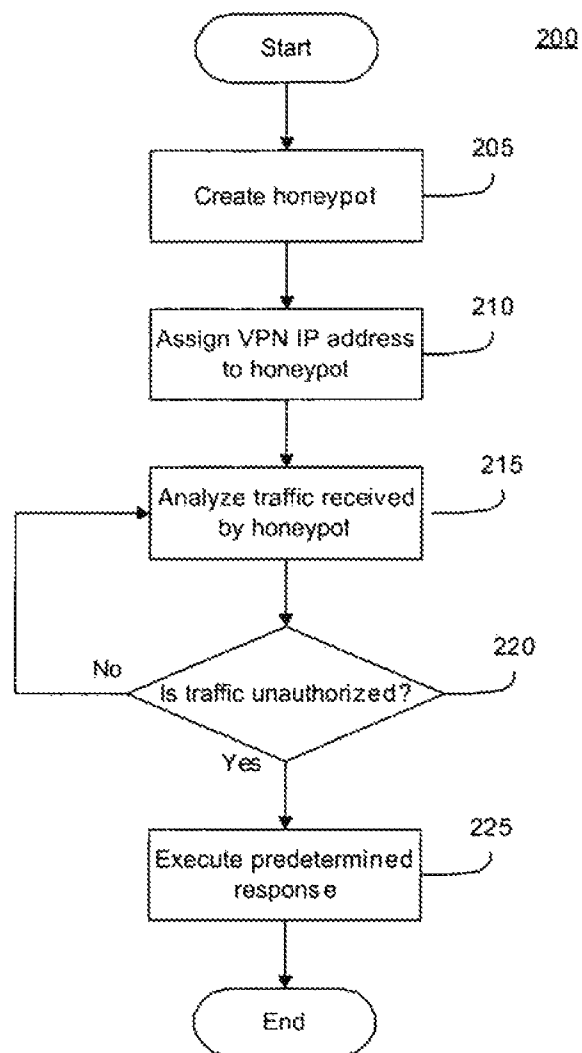 Start
200
205
Create honeypot
210
Assign VPN IP address
to honeypot
215
Analyze traffic received
by honeypot
220
No
Is traffic unauthorized?
Yes
225
Execute predetermined
response
End